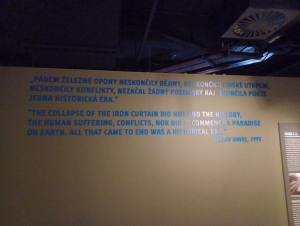 „PÁDEM ŽELEZNÉ OPONY NESKONČILY DĚJINY, NESKONČILO LIDSKÉ UTRPENÍ,
NESKONČILY KONFLIKTY, NEZAČAL ŽÁDNÝ POZEMSKÝ RÁJ. SKONČILA POUZE
JEDNA HISTORICKÁ ÉRA."
"THE COLLAPSE OF THE IRON CURTAIN DID NOT END THE HISTORY,
THE HUMAN SUFFERING, CONFLICTS, NOR DID IT COMMENCE A PARADISE
ON EARTH. ALL THAT CAME TO END WAS A HISTORICAL ERA."
VÁCLAV HAVEL, 1999